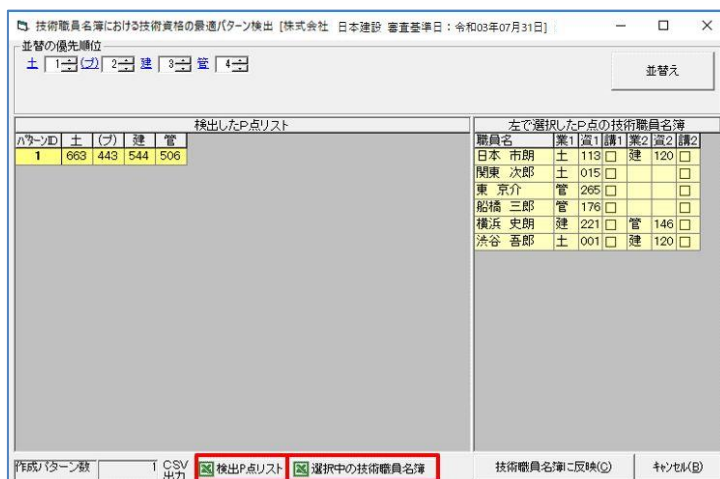 技術職員名簿における技術資格の最適パターン検出 [株式会社 日本建設 審査基準日：令和03年07月31日]
並替の優先順位
土 1 (プ) 2 建 3 管 4
並替え
検出したP点リスト
パターンID 土 (プ) 建 管
1 663 443 544 506
左で選択したP点の技術職員名簿
職員名 業1 資1 講1 業2 資2 講2
日本 市朗 土 113 建 120
関東 次郎 土 015
東 京介 管 265
船橋 三郎 管 176
横浜 史朗 建 221 管 146
渋谷 吾郎 土 001 建 120
作成パターン数 1 CSV出力 検出P点リスト 選択中の技術職員名簿 技術職員名簿に反映(O) キャンセル(B)